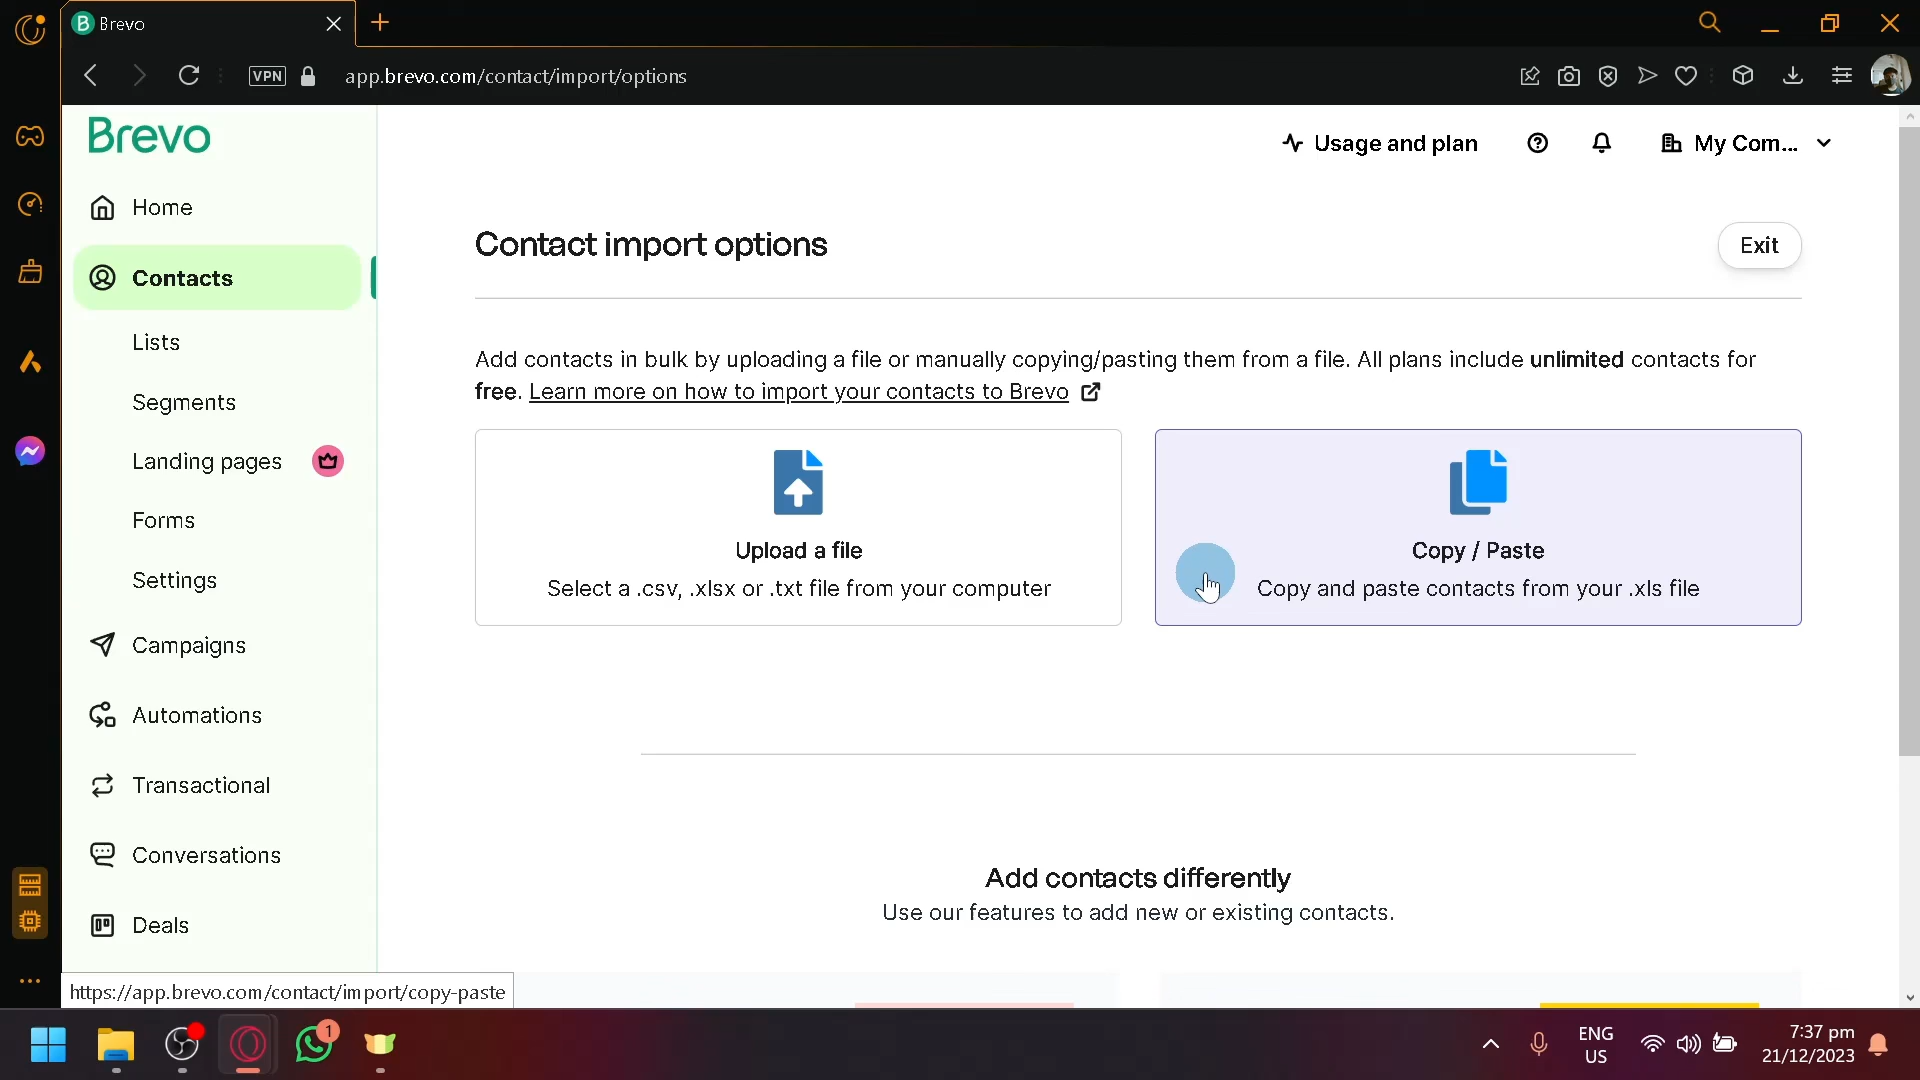 Brevo
VPN
app.brevo.com/contact/import/options
Brevo
Usage and plan
My Com...
Home
Contacts
Lists
Segments
Landing pages
Forms
Settings
Campaigns
Automations
Transactional
Conversations
Deals
Contact import options
Exit
Add contacts in bulk by uploading a file or manually copying/pasting them from a file. All plans include unlimited contacts for
free. Learn more on how to import your contacts to Brevo
Upload a file
Select a .csv, .xlsx or .txt file from your computer
Copy / Paste
Copy and paste contacts from your .xls file
Add contacts differently
Use our features to add new or existing contacts.
https://app.brevo.com/contact/import/copy-paste
1
ENG
US
7:37 pm
21/12/2023